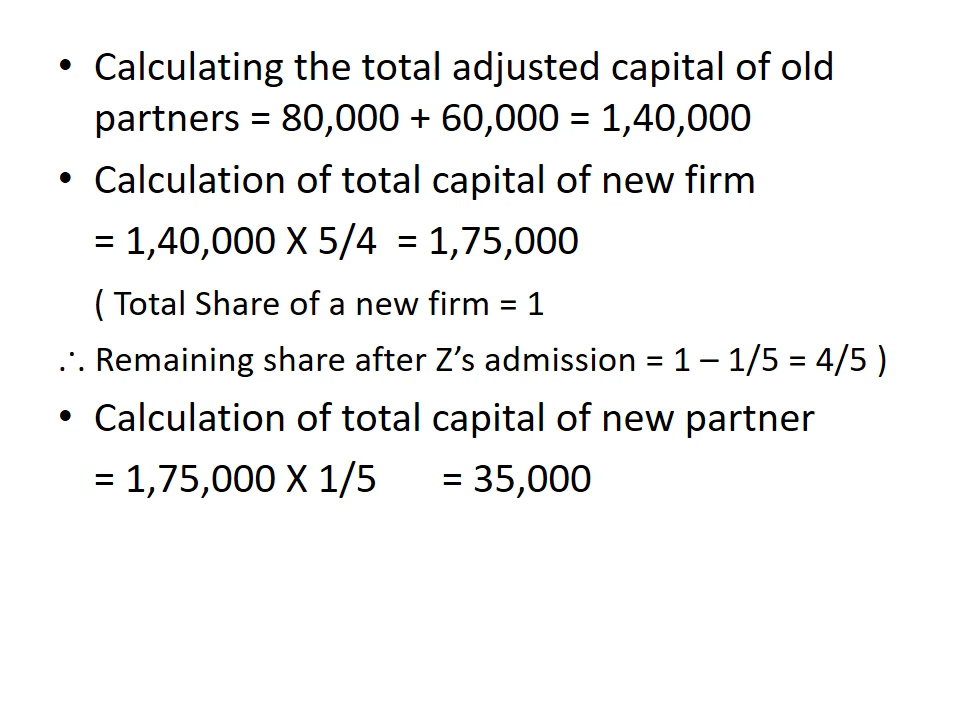 • Calculating the total adjusted capital of old
partners = 80,000 + 60,000 = 1,40,000
• Calculation of total capital of new firm
= 1,40,000 X 5/4 = 1,75,000
( Total Share of a new firm = 1
∴ Remaining share after Z’s admission = 1 – 1/5 = 4/5 )
• Calculation of total capital of new partner
= 1,75,000 X 1/5 = 35,000